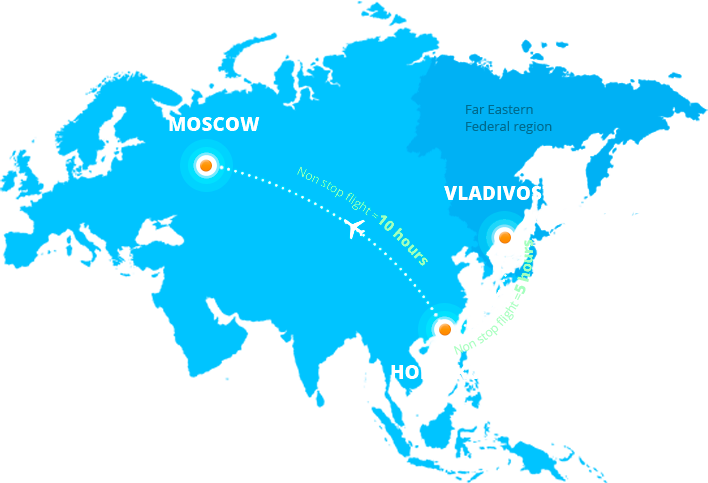 Far Eastern
Federal region
MOSCOW
Non stop flight = 10 hours
VLADIVOS
Non stop flight = 5 hours
HO